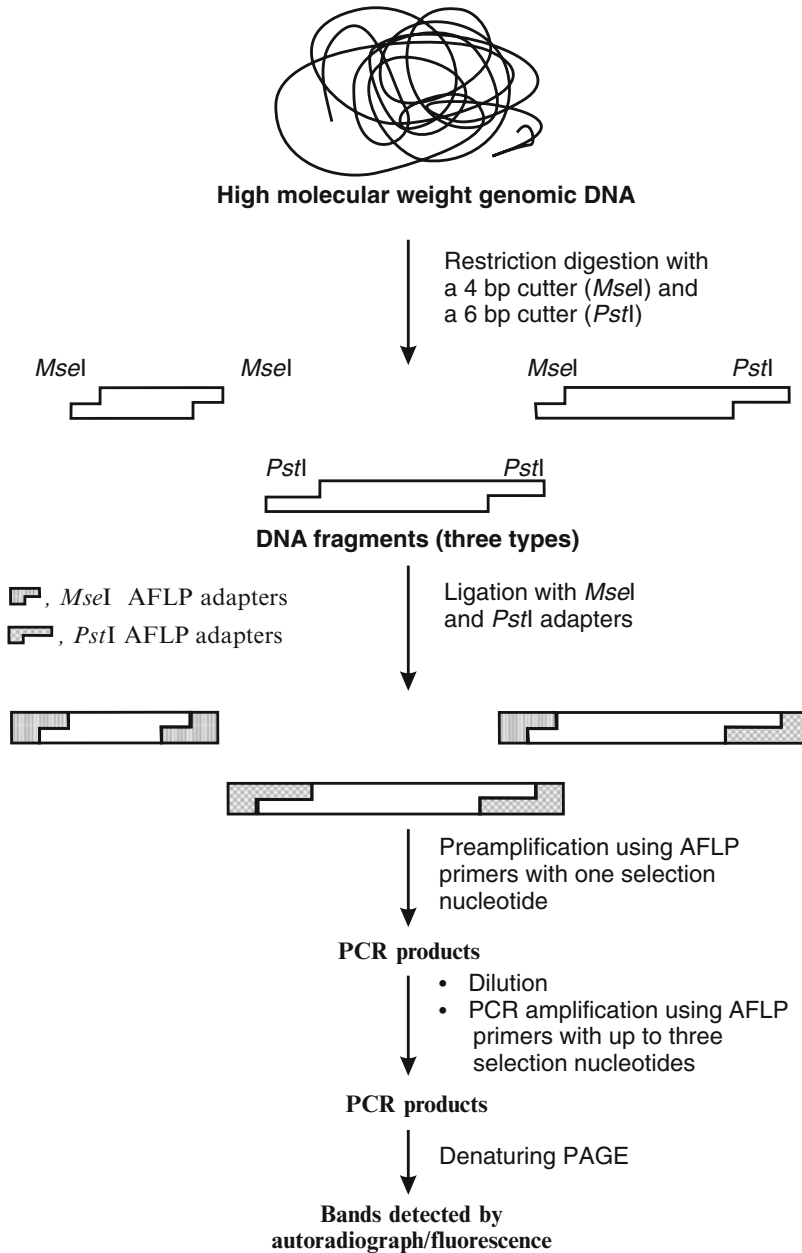 High molecular weight genomic DNA
Restriction digestion with
a 4 bp cutter (MseI) and
a 6 bp cutter (PstI)
MseI MseI MseI PstI
PstI PstI
DNA fragments (three types)
, MseI AFLP adapters
, PstI AFLP adapters
Ligation with MseI
and PstI adapters
Preamplification using AFLP
primers with one selection
nucleotide
PCR products
• Dilution
• PCR amplification using AFLP
primers with up to three
selection nucleotides
PCR products
Denaturing PAGE
Bands detected by
autoradiograph/fluorescence